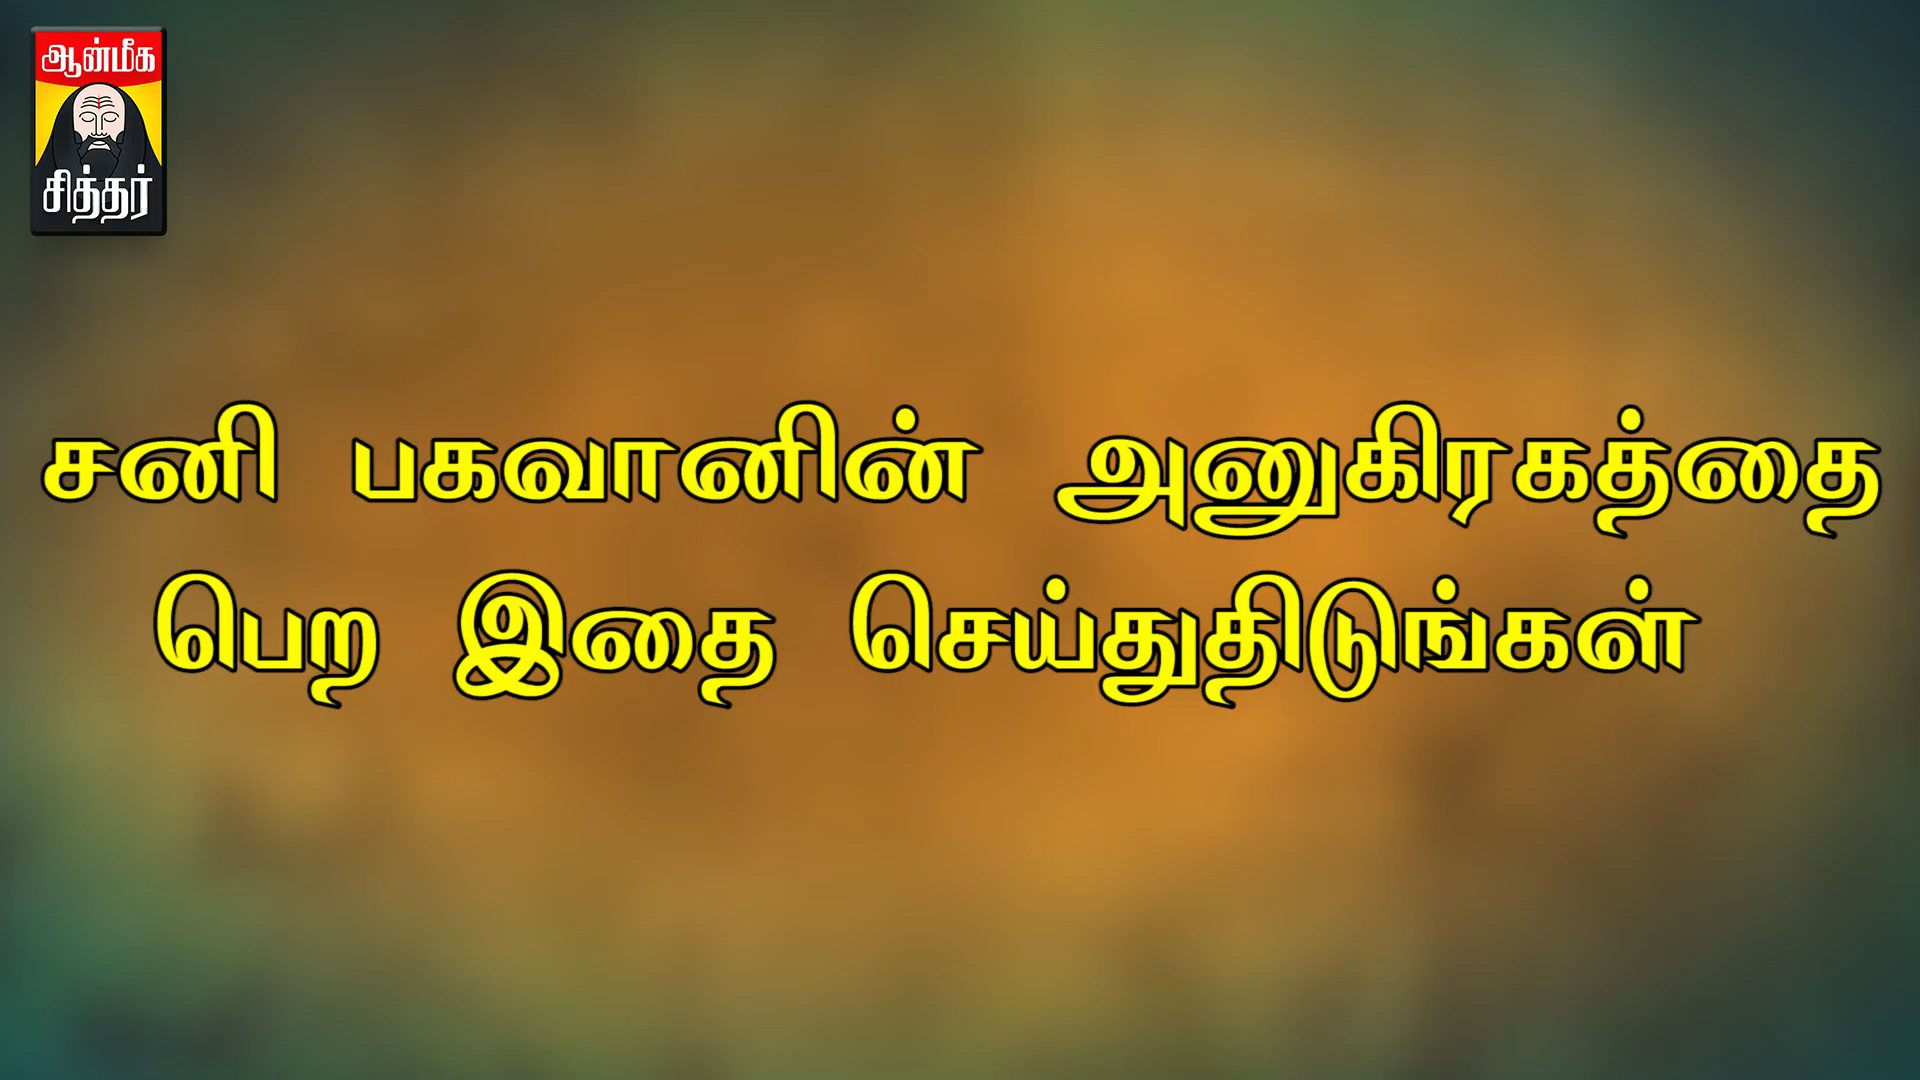 ஆன்மீக
சித்தர்
சனி பகவானின் அனுகிரகத்தை
பெற இதை செய்துதிடுங்கள்